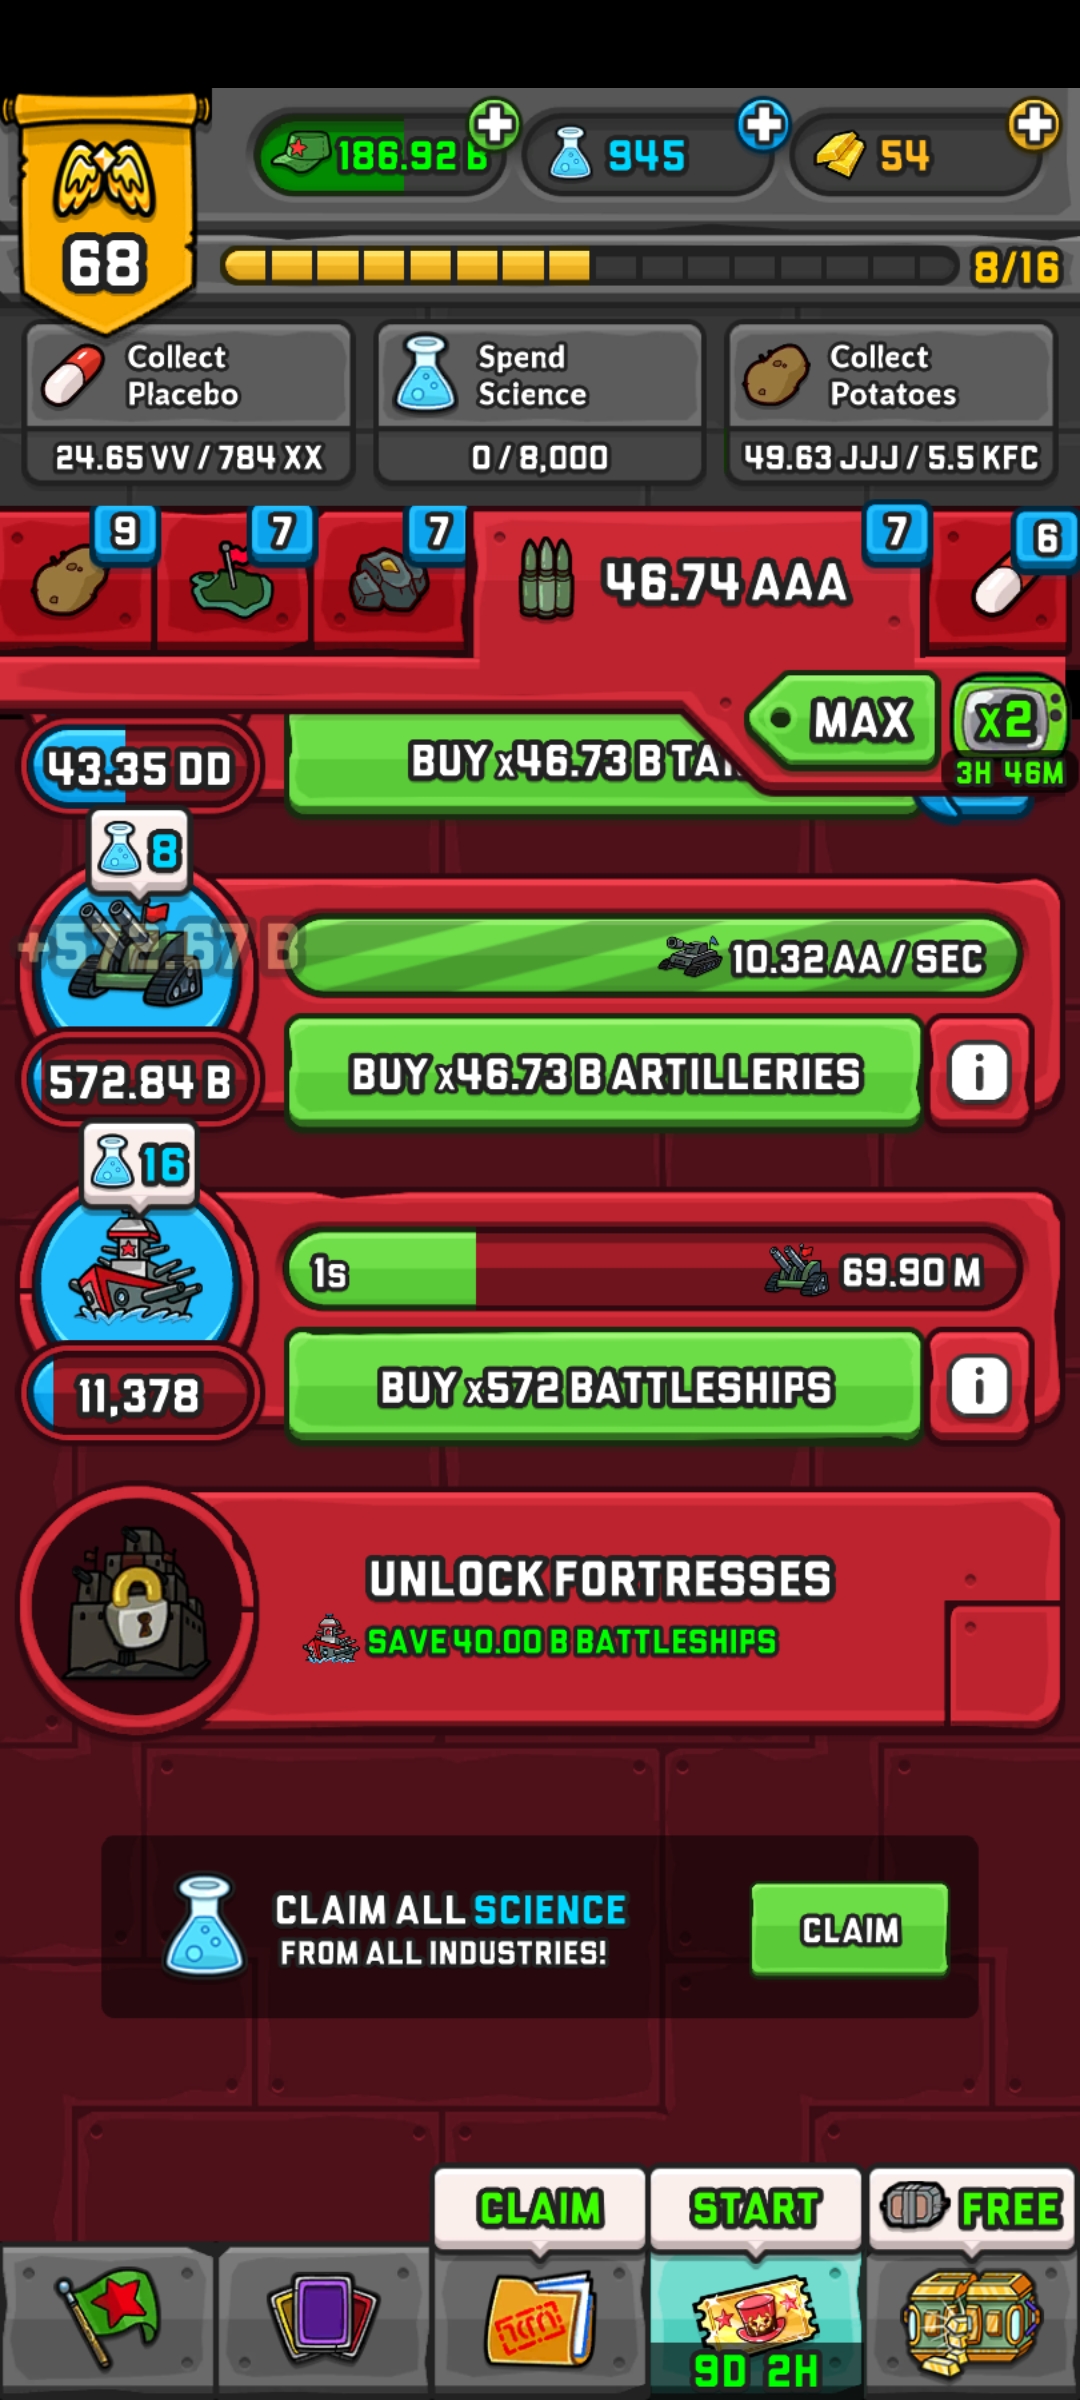 186.92 B
945
54
68
8/16
Collect Placebo
24.65 VV / 784 XX
Spend Science
0 / 8,000
Collect Potatoes
49.63 JJJ / 5.5 KFC
9
7
7
46.74 AAA
7
6
MAX
x2
3H 46M
43.35 DD
BUY x46.73 B
8
+572.67 B
10.32 AA / SEC
572.84 B
BUY x46.73 B ARTILLERIES
i
16
1s
69.90 M
11,378
BUY x572 BATTLESHIPS
i
UNLOCK FORTRESSES
SAVE 40.00 B BATTLESHIPS
CLAIM ALL SCIENCE
FROM ALL INDUSTRIES!
CLAIM
CLAIM
START
FREE
9D 2H